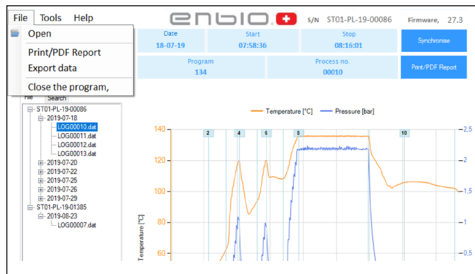 File Tools Help
enbio.
S/N ST01-PL-19-00086 Firmware, 27.3
Open
Print/PDF Report
Export data
Close the program,
Date
18-07-19
Start
07:58:36
Stop
08:16:01
Synchronise
Program
134
Process no.
00010
Print/PDF Report
File Search
ST01-PL-19-00086
2019-07-18
LOG00010.dat
LOG00011.dat
LOG00012.dat
LOG00013.dat
2019-07-20
2019-07-22
2019-07-25
2019-07-26
2019-07-29
ST01-PL-19-01385
2019-08-23
LOG00007.dat
Temperature [°C] Pressure [bar]
2 4 6 8 10
140
120
100
80
60
Temperature [°C]
2.5
2
1.5
1
0.5